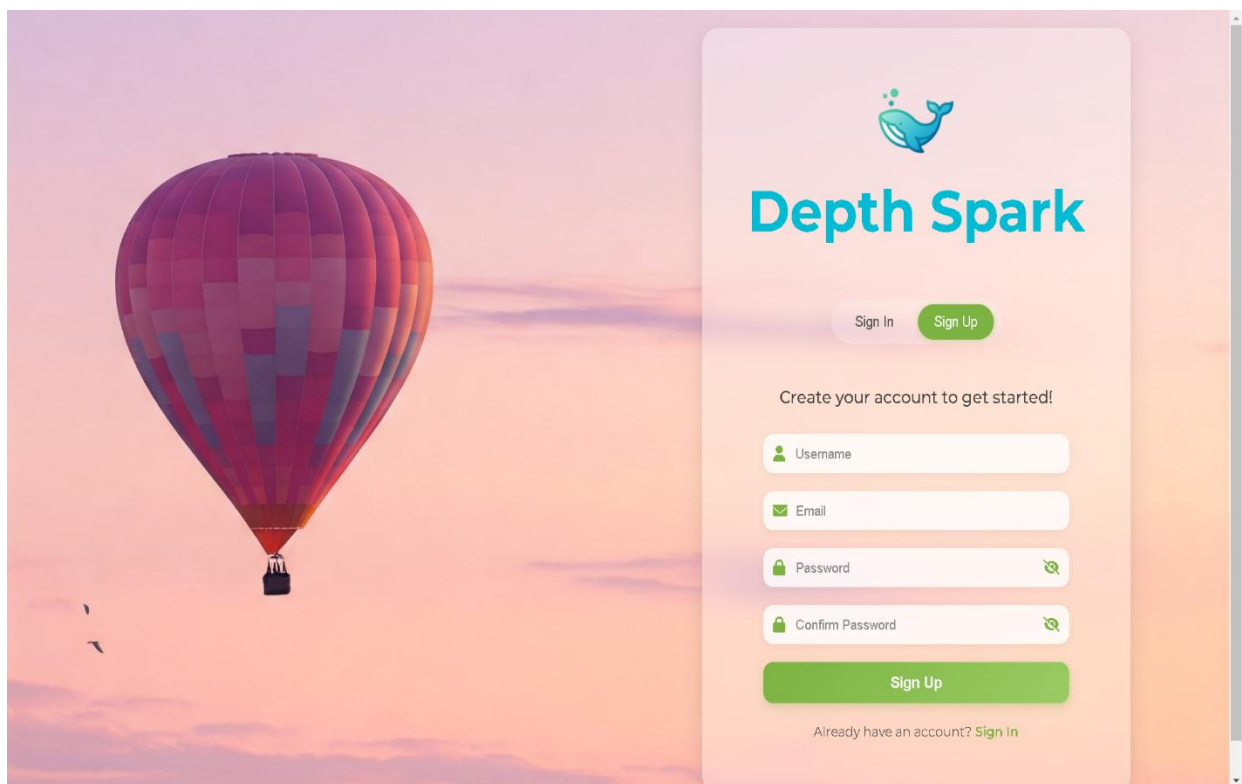 Depth Spark
Sign In
Sign Up
Create your account to get started!
Username
Email
Password
Confirm Password
Sign Up
Already have an account? Sign In